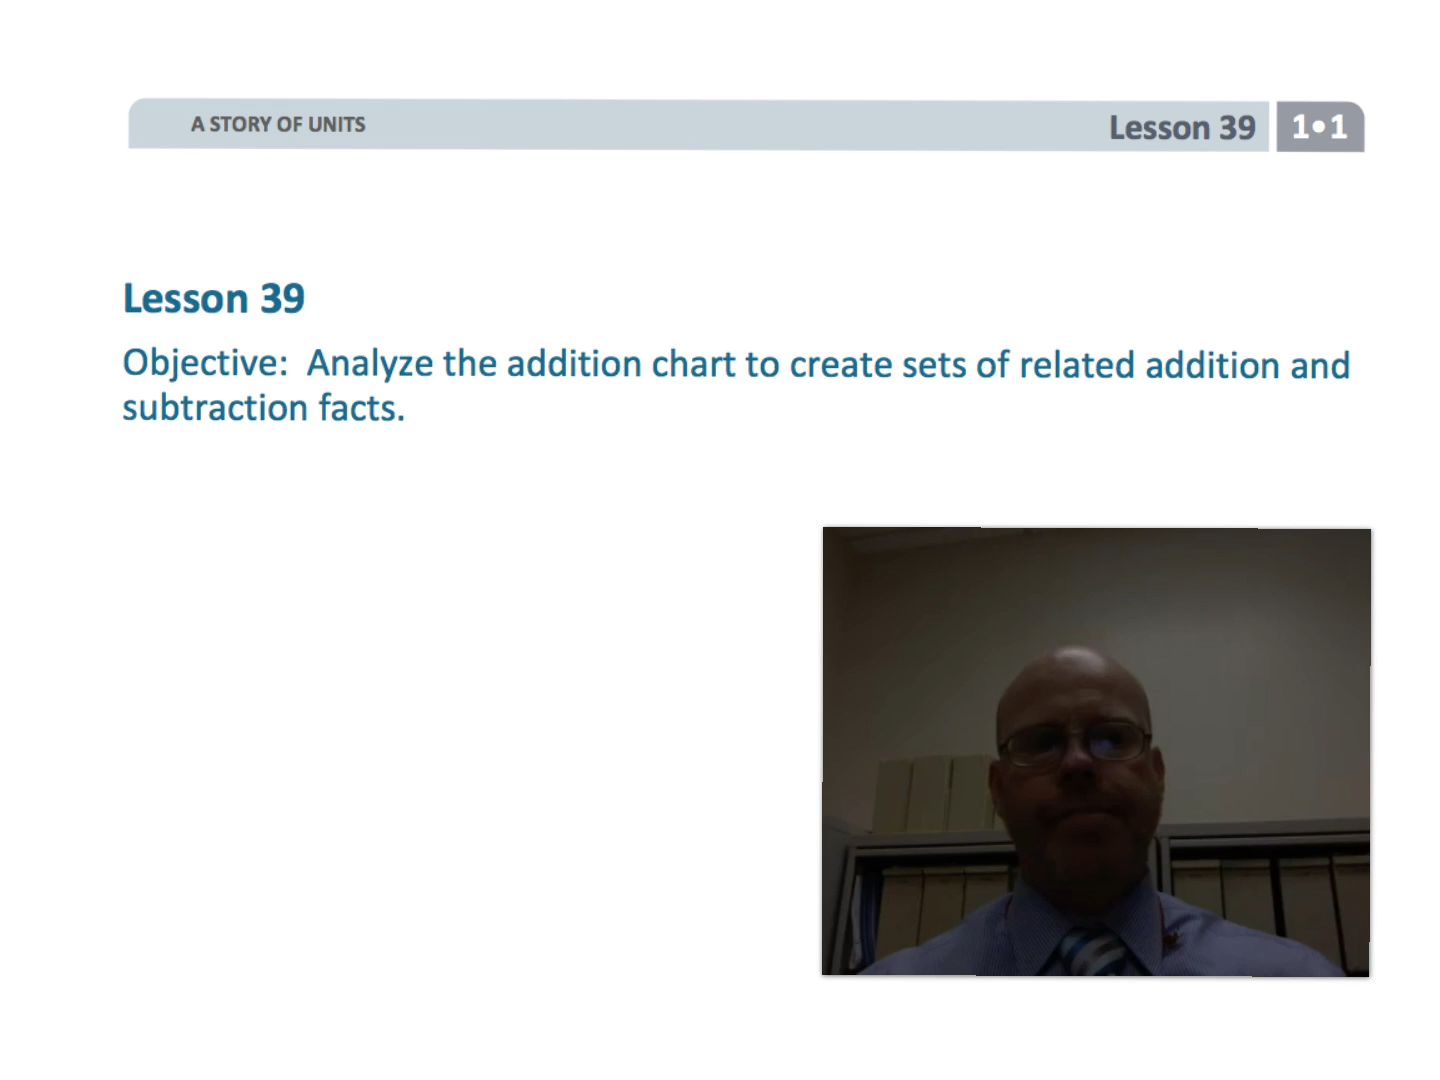 A STORY OF UNITS
Lesson 39
1•1
Lesson 39
Objective:  Analyze the addition chart to create sets of related addition and
subtraction facts.